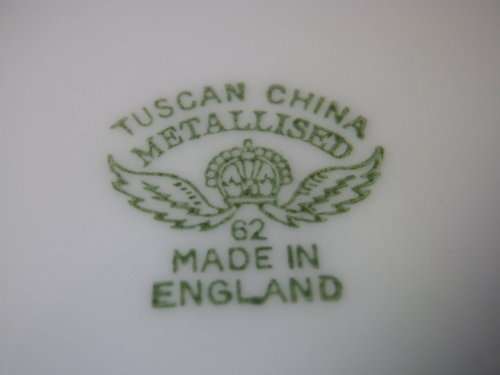 TUSCAN CHINA
METALLISED
62
MADE IN
ENGLAND